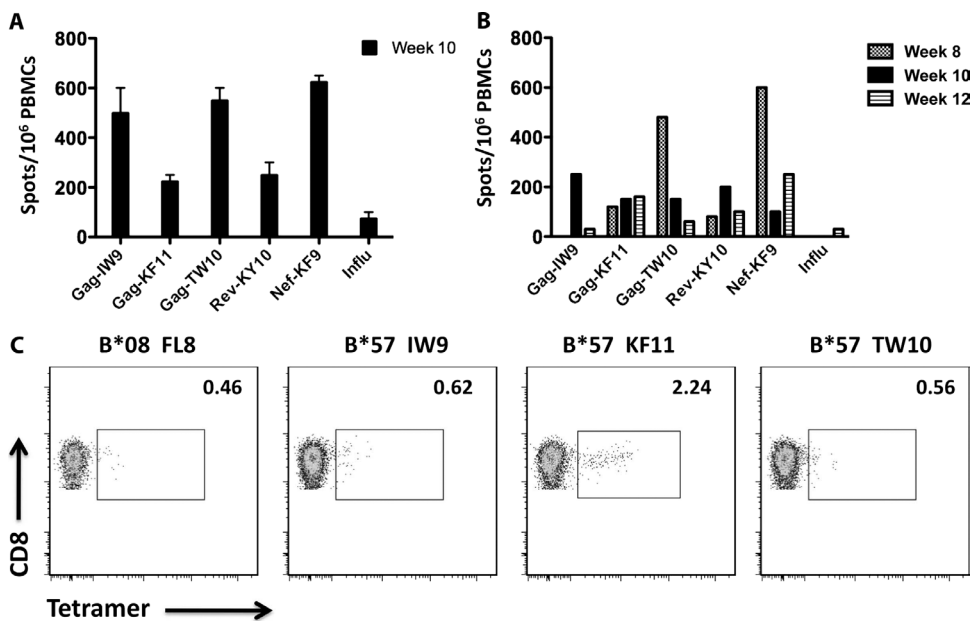 A
800
600
400
200
0
Spots/10⁶ PBMCs
Week 10
Gag-IW9
Gag-KF11
Gag-TW10
Rev-KY10
Nef-KF9
Influ
B
800
600
400
200
0
Spots/10⁶ PBMCs
Week 8
Week 10
Week 12
Gag-IW9
Gag-KF11
Gag-TW10
Rev-KY10
Nef-KF9
Influ
C
B*08 FL8
B*57 IW9
B*57 KF11
B*57 TW10
0.46
0.62
2.24
0.56
CD8
Tetramer